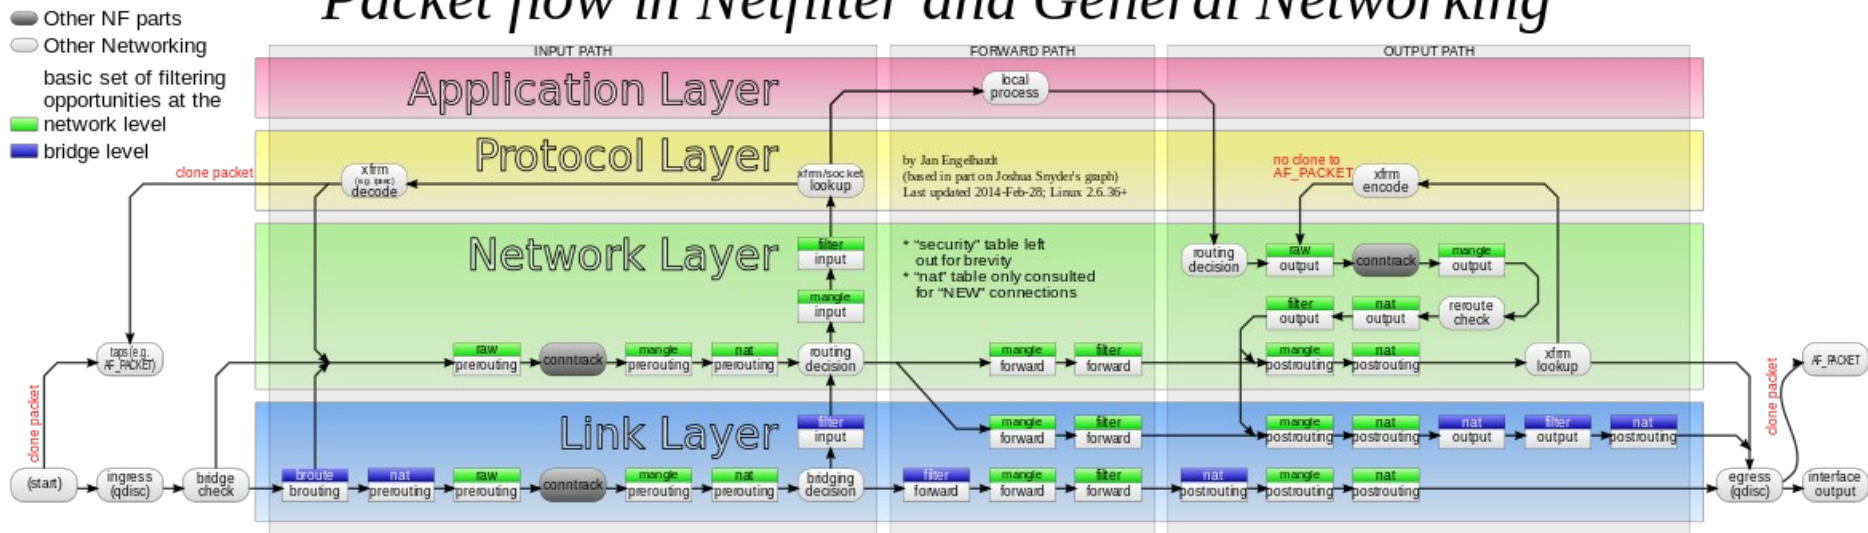 Packet flow in Netfilter and General Networking
Other NF parts
Other Networking
basic set of filtering
opportunities at the
network level
bridge level
INPUT PATH
FORWARD PATH
OUTPUT PATH
Application Layer
local
process
Protocol Layer
clone packet
xfrm
(e.g. ipsec)
decode
xfrm/socket
lookup
by Jan Engelhardt
(based in part on Joshua Snyder's graph)
Last updated 2014-Feb-28; Linux 2.6.36+
no clone to
AF_PACKET
xfrm
encode
Network Layer
filter
input
mangle
input
* "security" table left
out for brevity
* "nat" table only consulted
for "NEW" connections
routing
decision
raw
output
conntrack
mangle
output
filter
output
nat
output
reroute
check
taps (e.g.
AF_PACKET)
raw
prerouting
conntrack
mangle
prerouting
nat
prerouting
routing
decision
mangle
forward
filter
forward
mangle
postrouting
nat
postrouting
xfrm
lookup
clone packet
AF_PACKET
Link Layer
filter
input
mangle
forward
filter
forward
mangle
postrouting
nat
postrouting
nat
output
filter
output
nat
postrouting
clone packet
(start)
ingress
(qdisc)
bridge
check
broute
brouting
nat
prerouting
raw
prerouting
conntrack
mangle
prerouting
nat
prerouting
bridging
decision
filter
forward
mangle
forward
filter
forward
nat
postrouting
mangle
postrouting
nat
postrouting
egress
(qdisc)
interface
output